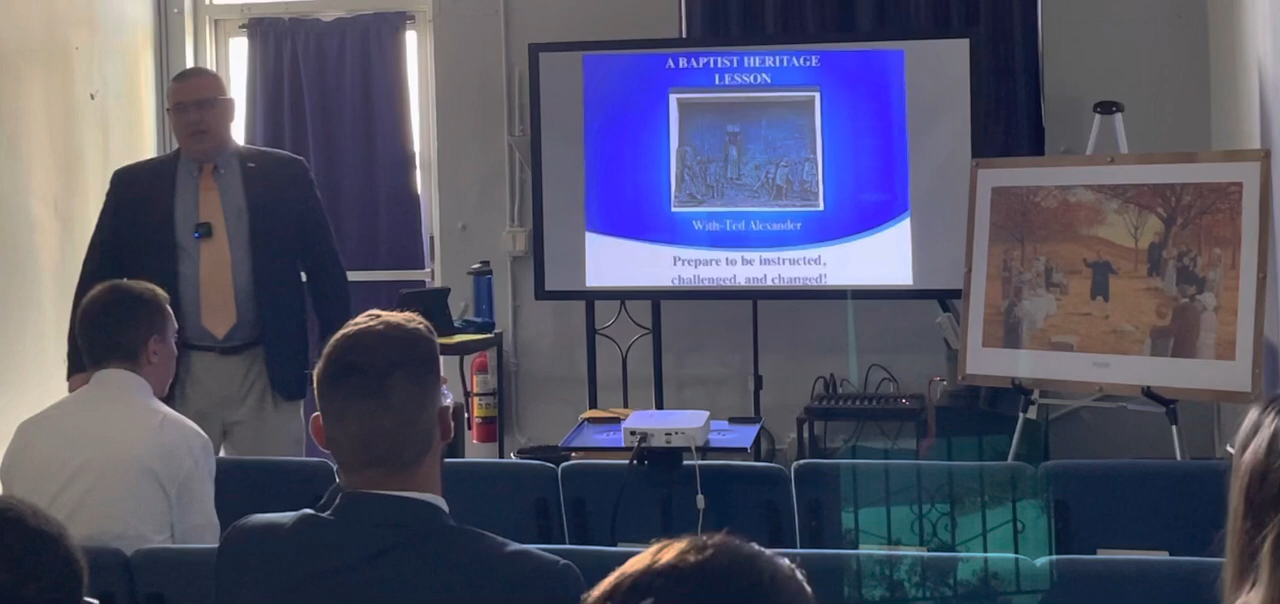 A BAPTIST HERITAGE
LESSON
With Ted Alexander
Prepare to be instructed,
challenged, and changed!